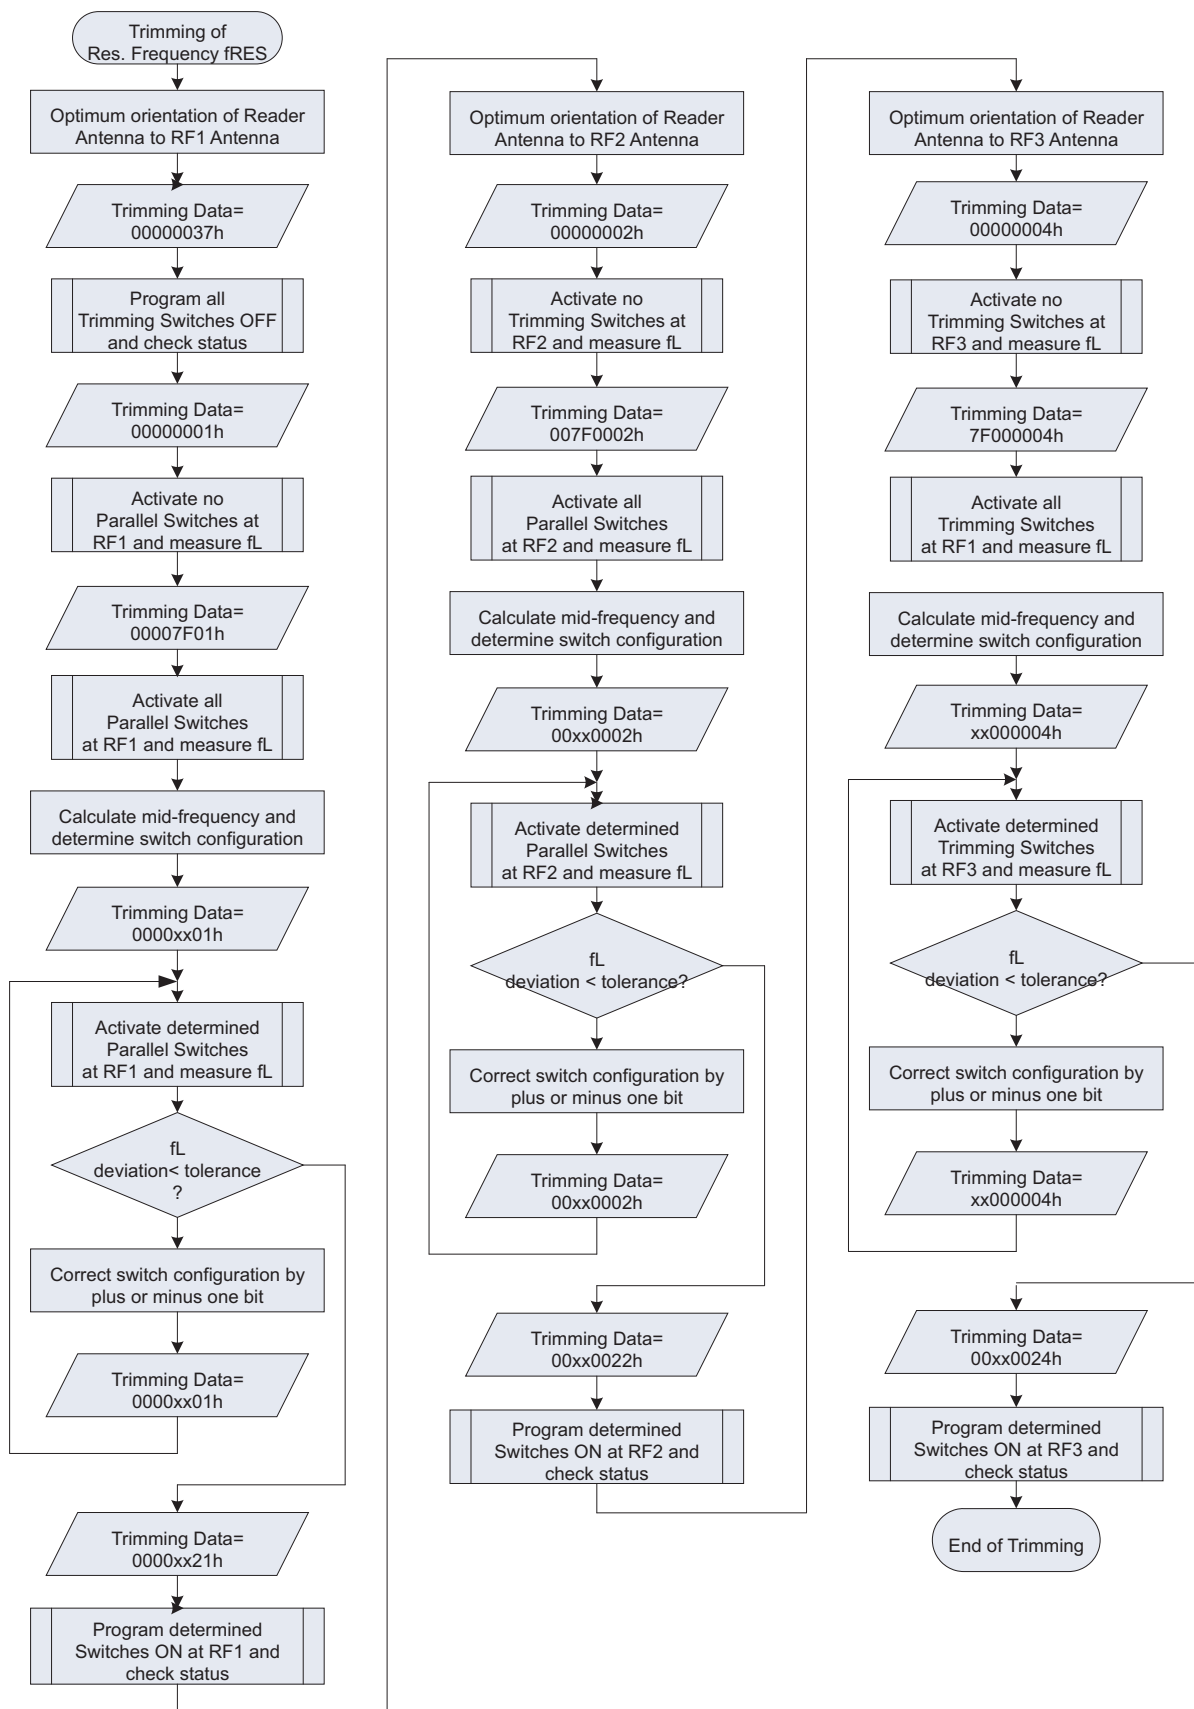 Trimming of
Res. Frequency fRES
Optimum orientation of Reader
Antenna to RF1 Antenna
Trimming Data=
00000037h
Program all
Trimming Switches OFF
and check status
Trimming Data=
00000001h
Activate no
Parallel Switches at
RF1 and measure fL
Trimming Data=
00007F01h
Activate all
Parallel Switches
at RF1 and measure fL
Calculate mid-frequency and
determine switch configuration
Trimming Data=
0000xx01h
Activate determined
Parallel Switches
at RF1 and measure fL
fL
deviation< tolerance
?
Correct switch configuration by
plus or minus one bit
Trimming Data=
0000xx01h
Trimming Data=
0000xx21h
Program determined
Switches ON at RF1 and
check status
Optimum orientation of Reader
Antenna to RF2 Antenna
Trimming Data=
00000002h
Activate no
Trimming Switches at
RF2 and measure fL
Trimming Data=
007F0002h
Activate all
Parallel Switches
at RF2 and measure fL
Calculate mid-frequency and
determine switch configuration
Trimming Data=
00xx0002h
Activate determined
Parallel Switches
at RF2 and measure fL
fL
deviation < tolerance?
Correct switch configuration by
plus or minus one bit
Trimming Data=
00xx0002h
Trimming Data=
00xx0022h
Program determined
Switches ON at RF2 and
check status
Optimum orientation of Reader
Antenna to RF3 Antenna
Trimming Data=
00000004h
Activate no
Trimming Switches at
RF3 and measure fL
Trimming Data=
7F000004h
Activate all
Trimming Switches
at RF1 and measure fL
Calculate mid-frequency and
determine switch configuration
Trimming Data=
xx000004h
Activate determined
Trimming Switches
at RF3 and measure fL
fL
deviation < tolerance?
Correct switch configuration by
plus or minus one bit
Trimming Data=
xx000004h
Trimming Data=
00xx0024h
Program determined
Switches ON at RF3 and
check status
End of Trimming